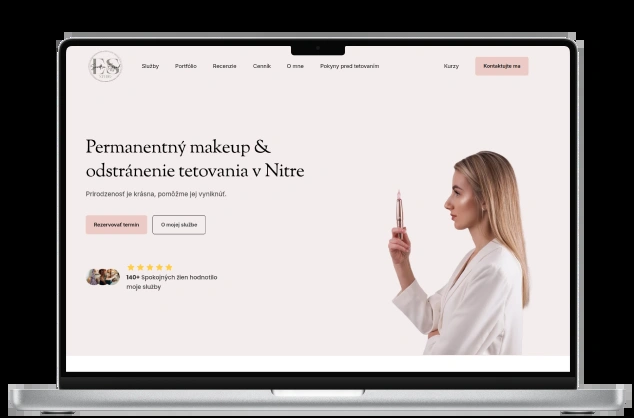 ES
Služby
Portfólio
Recenzie
Cenník
O mne
Pokyny pred tetovaním
Kurzy
Kontaktujte ma
Permanentný makeup &
odstránenie tetovania v Nitre
Prirodzenosť je krásna, pomôžme jej vyniknúť.
Rezervovať termín
O mojej službe
140+ Spokojných žien hodnotilo
moje služby